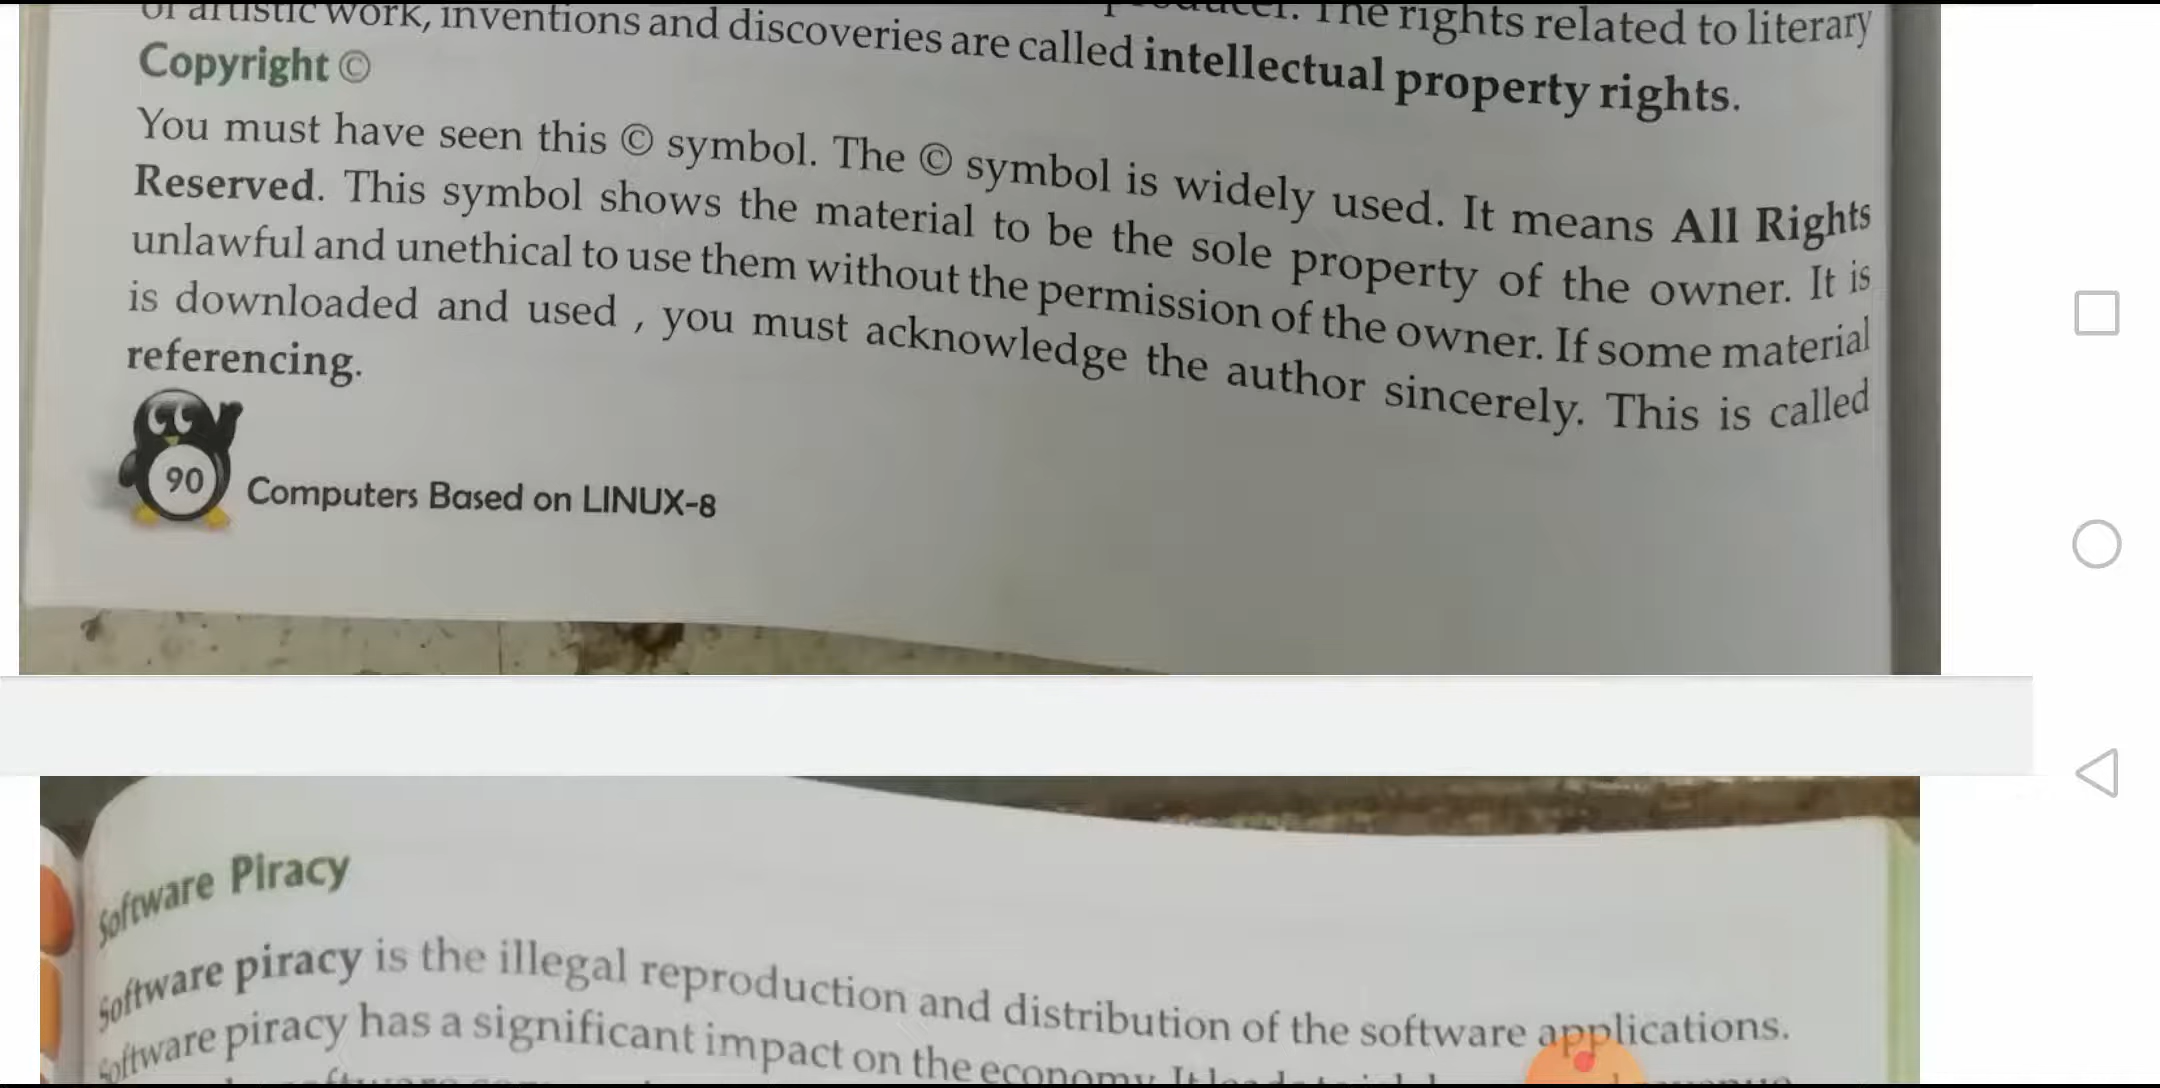 The rights related to literary
of artistic work, inventions and discoveries are called intellectual property rights.
Copyright ©
You must have seen this © symbol. The © symbol is widely used. It means All Rights
Reserved. This symbol shows the material to be the sole property of the owner. It is
unlawful and unethical to use them without the permission of the owner. If some material
is downloaded and used , you must acknowledge the author sincerely. This is called
referencing.
90
Computers Based on LINUX-8
Software Piracy
Software piracy is the illegal reproduction and distribution of the software applications.
Software piracy has a significant impact on the economy. It